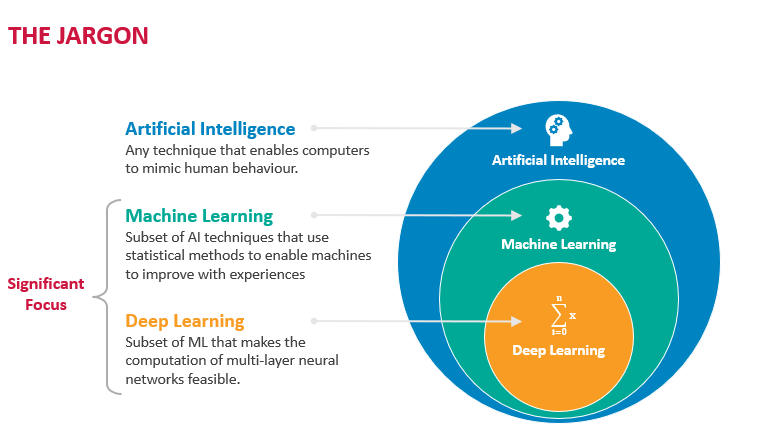 THE JARGON
Artificial Intelligence
Any technique that enables computers
to mimic human behaviour.
Machine Learning
Subset of AI techniques that use
statistical methods to enable machines
to improve with experiences
Significant
Focus
Deep Learning
Subset of ML that makes the
computation of multi-layer neural
networks feasible.
Artificial Intelligence
Machine Learning
n
∑ x
i=0
Deep Learning